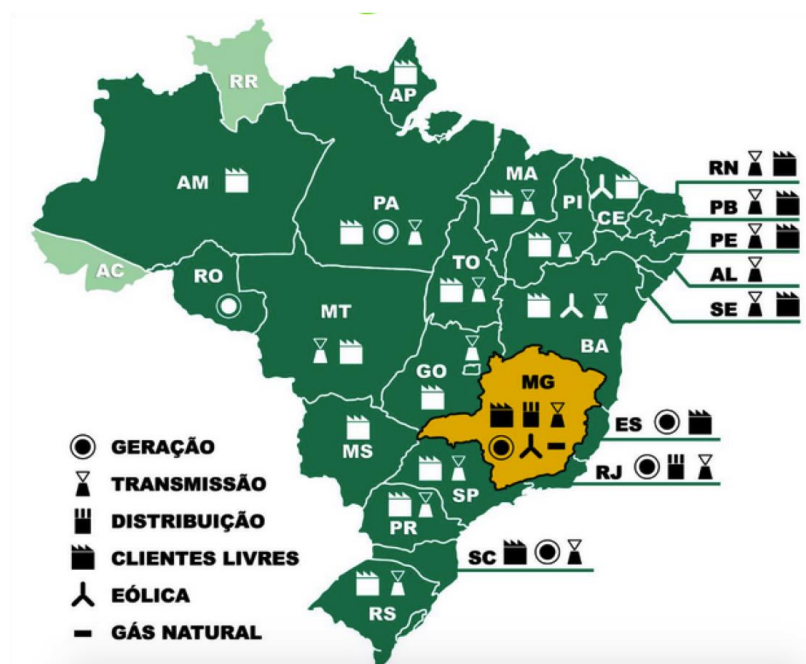 RR
AP
AM
PA
MA
PI
CE
RN
PB
PE
AL
SE
AC
RO
TO
MT
BA
GO
MG
MS
ES
RJ
SP
PR
SC
RS
GERAÇÃO
TRANSMISSÃO
DISTRIBUIÇÃO
CLIENTES LIVRES
EÓLICA
GÁS NATURAL